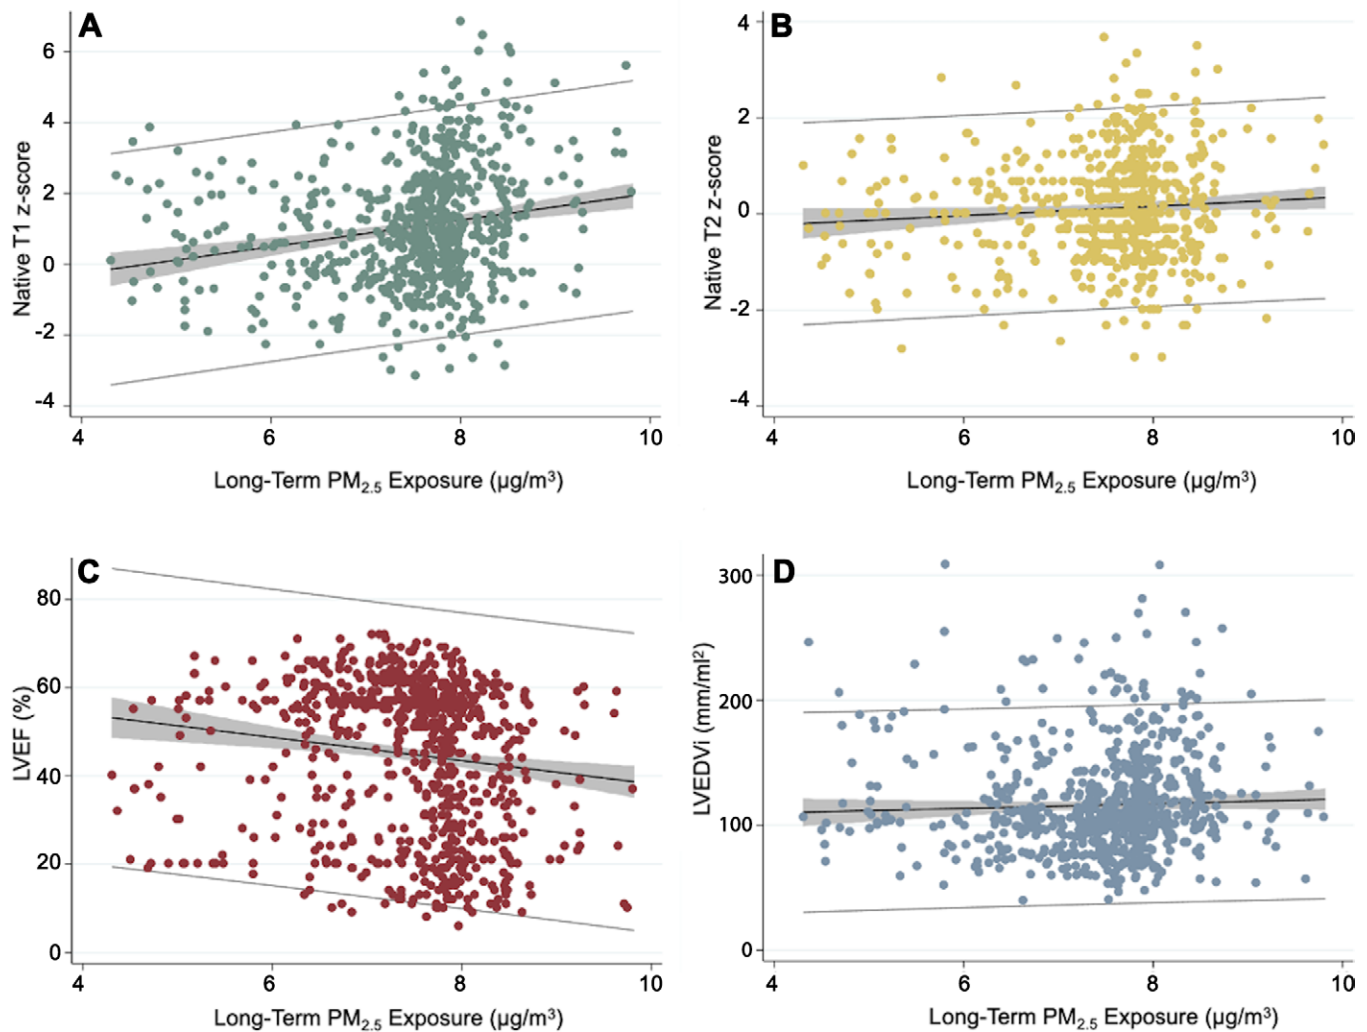 A
6
4
2
0
-2
-4
Native T1 z-score
4 6 8 10
Long-Term PM2.5 Exposure (µg/m³)
B
4
2
0
-2
-4
Native T2 z-score
4 6 8 10
Long-Term PM2.5 Exposure (µg/m³)
C
80
60
40
20
0
LVEF (%)
4 6 8 10
Long-Term PM2.5 Exposure (µg/m³)
D
300
200
100
0
LVEDVi (mm/ml²)
4 6 8 10
Long-Term PM2.5 Exposure (µg/m³)